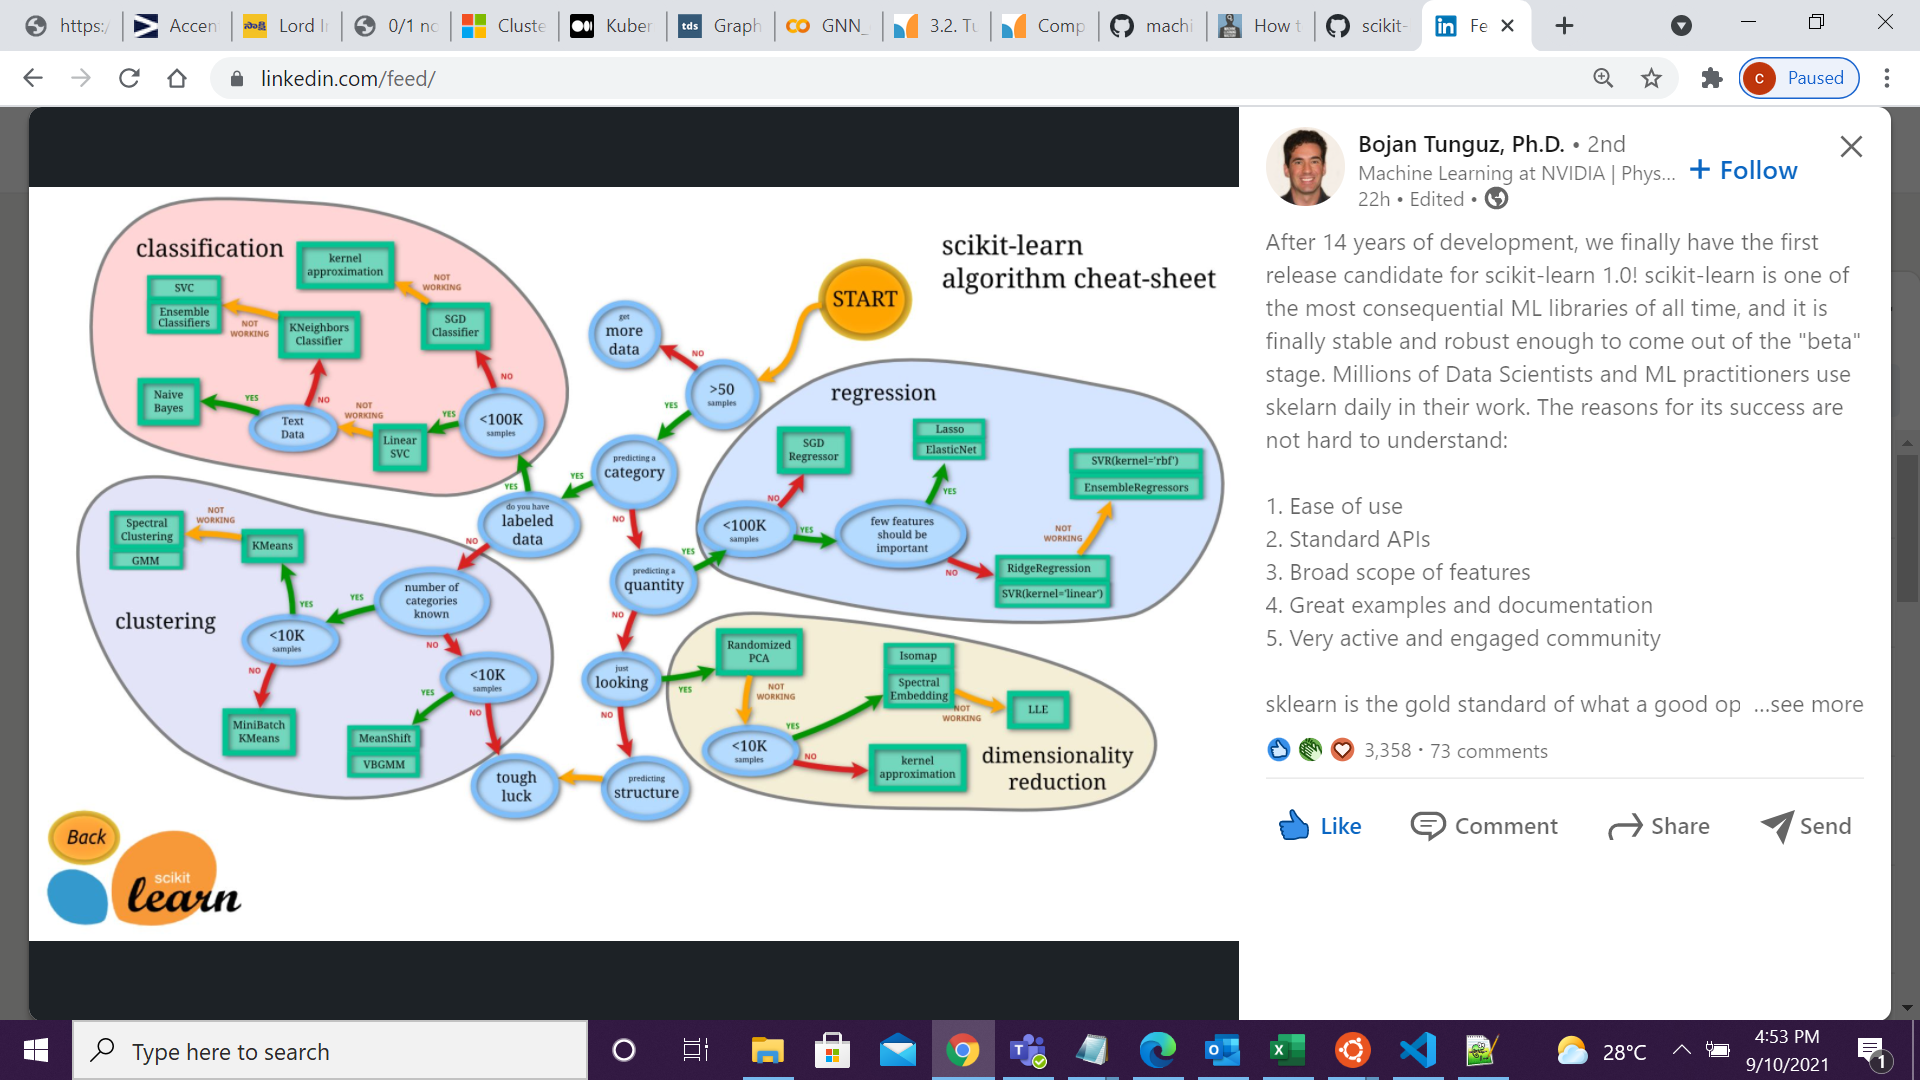 https:/
Accen
Lord I
0/1 no
Cluste
Kuber
tds
Graph
GNN_
3.2. Tu
Comp
machi
How t
scikit-
in
Fe
linkedin.com/feed/
C
Paused
scikit-learn
algorithm cheat-sheet
START
get
more
data
NO
>50
samples
YES
predicting a
category
YES
NO
do you have
labeled
data
YES
NO
predicting a
quantity
YES
NO
just
looking
YES
NO
predicting
structure
tough
luck
classification
kernel
approximation
NOT
WORKING
SVC
Ensemble
Classifiers
NOT
WORKING
KNeighbors
Classifier
SGD
Classifier
NO
Naive
Bayes
YES
NO
Text
Data
NOT
WORKING
Linear
SVC
YES
<100K
samples
regression
SGD
Regressor
NO
Lasso
ElasticNet
YES
SVR(kernel='rbf')
EnsembleRegressors
<100K
samples
YES
few features
should be
important
NOT
WORKING
NO
RidgeRegression
SVR(kernel='linear')
clustering
Spectral
Clustering
GMM
NOT
WORKING
KMeans
YES
YES
number of
categories
known
<10K
samples
NO
NO
<10K
samples
YES
NO
MiniBatch
KMeans
MeanShift
VBGMM
Randomized
PCA
NOT
WORKING
Isomap
Spectral
Embedding
NOT
WORKING
LLE
YES
<10K
samples
NO
kernel
approximation
dimensionality
reduction
Back
scikit
learn
Bojan Tunguz, Ph.D. • 2nd
Machine Learning at NVIDIA | Phys...
+ Follow
22h • Edited •
After 14 years of development, we finally have the first
release candidate for scikit-learn 1.0! scikit-learn is one of
the most consequential ML libraries of all time, and it is
finally stable and robust enough to come out of the "beta"
stage. Millions of Data Scientists and ML practitioners use
skelarn daily in their work. The reasons for its success are
not hard to understand:
1. Ease of use
2. Standard APIs
3. Broad scope of features
4. Great examples and documentation
5. Very active and engaged community
sklearn is the gold standard of what a good op ...see more
3,358 • 73 comments
Like
Comment
Share
Send
Type here to search
28°C
4:53 PM
9/10/2021
1